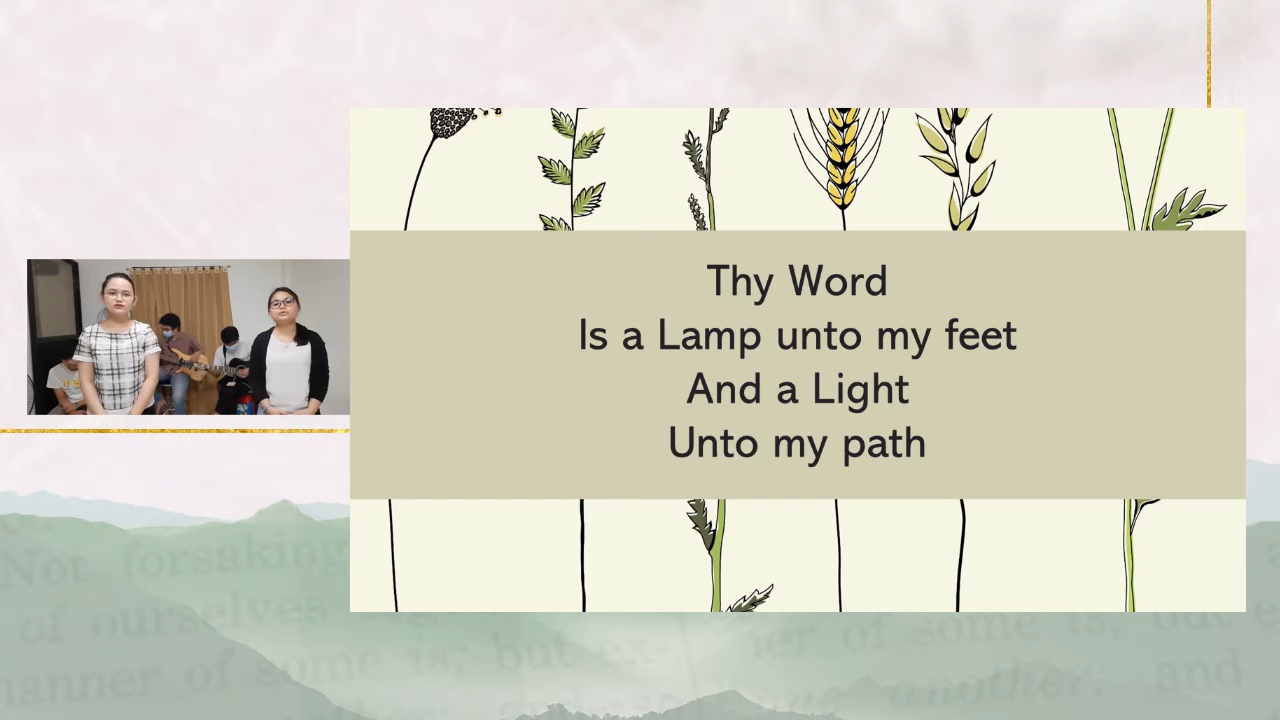 Thy Word
Is a Lamp unto my feet
And a Light
Unto my path
Not forsaking
of ourselves
manner of some is; but ex-
ner of some is; but e
another: and